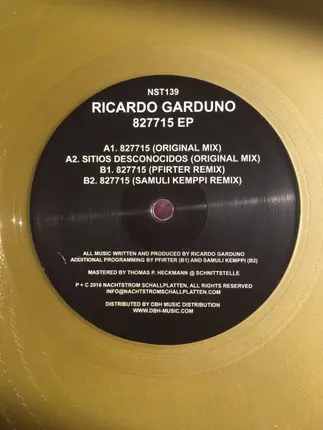 NST139
RICARDO GARDUNO
827715 EP
A1. 827715 (ORIGINAL MIX)
A2. SITIOS DESCONOCIDOS (ORIGINAL MIX)
B1. 827715 (PFIRTER REMIX)
B2. 827715 (SAMULI KEMPPI REMIX)
ALL MUSIC WRITTEN AND PRODUCED BY RICARDO GARDUNO
ADDITIONAL PROGRAMMING BY PFIRTER (B1) AND SAMULI KEMPPI (B2)
MASTERED BY THOMAS P. HECKMANN @ SCHNITTSTELLE
P + C 2016 NACHTSTROM SCHALLPLATTEN, ALL RIGHTS RESERVED
INFO@NACHTSTROMSCHALLPLATTEN.COM
DISTRIBUTED BY DBH MUSIC DISTRIBUTION
WWW.DBH-MUSIC.COM